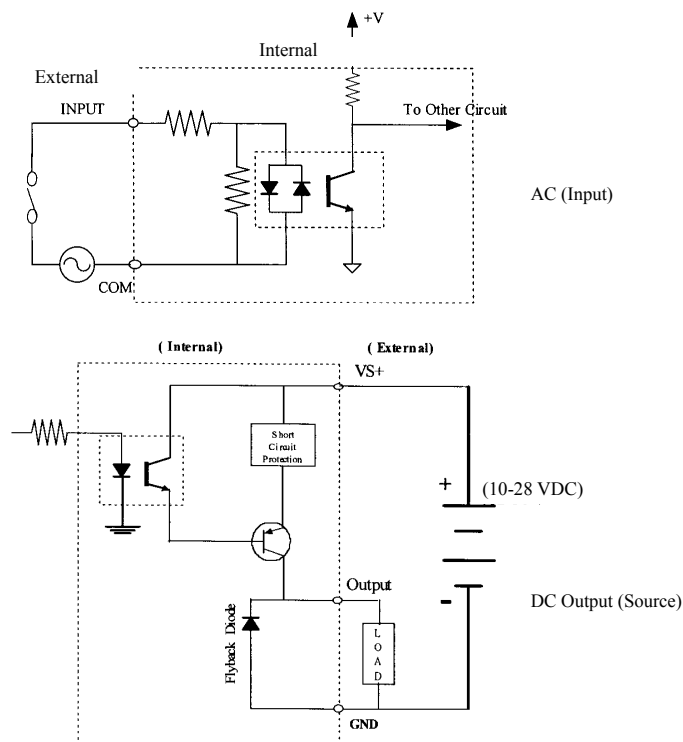 +V
Internal
External
INPUT
To Other Circuit
AC (Input)
COM
( Internal)
( External)
VS+
Short
Circuit
Protection
+
(10-28 VDC)
Output
-
DC Output (Source)
Flyback Diode
LOAD
GND